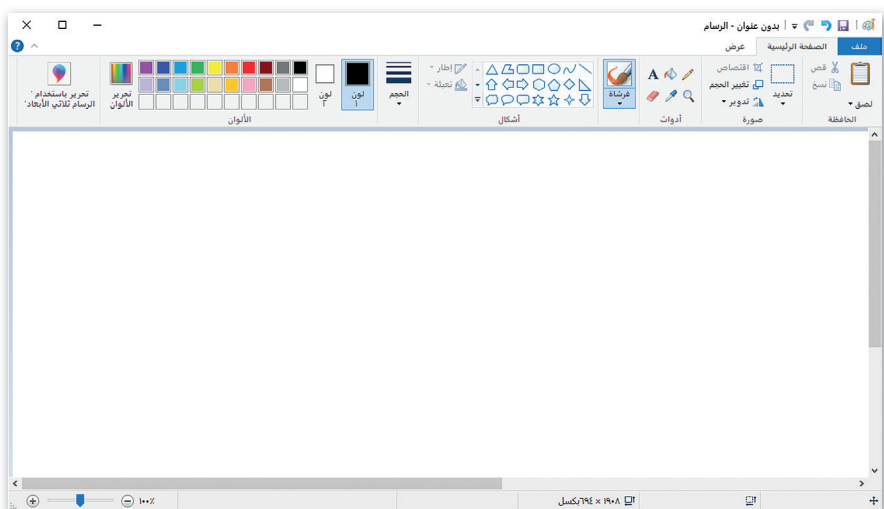 بدون عنوان - الرسام
ملف
الصفحة الرئيسية
عرض
لصق
قص
نسخ
الحافظة
تحديد
اقتصاص
تغيير الحجم
تدوير
صورة
A
أدوات
فرشاة
إطار
تعبئة
أشكال
الحجم
لون ١
لون ٢
تحرير الألوان
الألوان
تحرير باستخدام
الرسام ثلاثي الأبعاد
١٩٠٨ × ٦٩٤بكسل
١٠٠٪